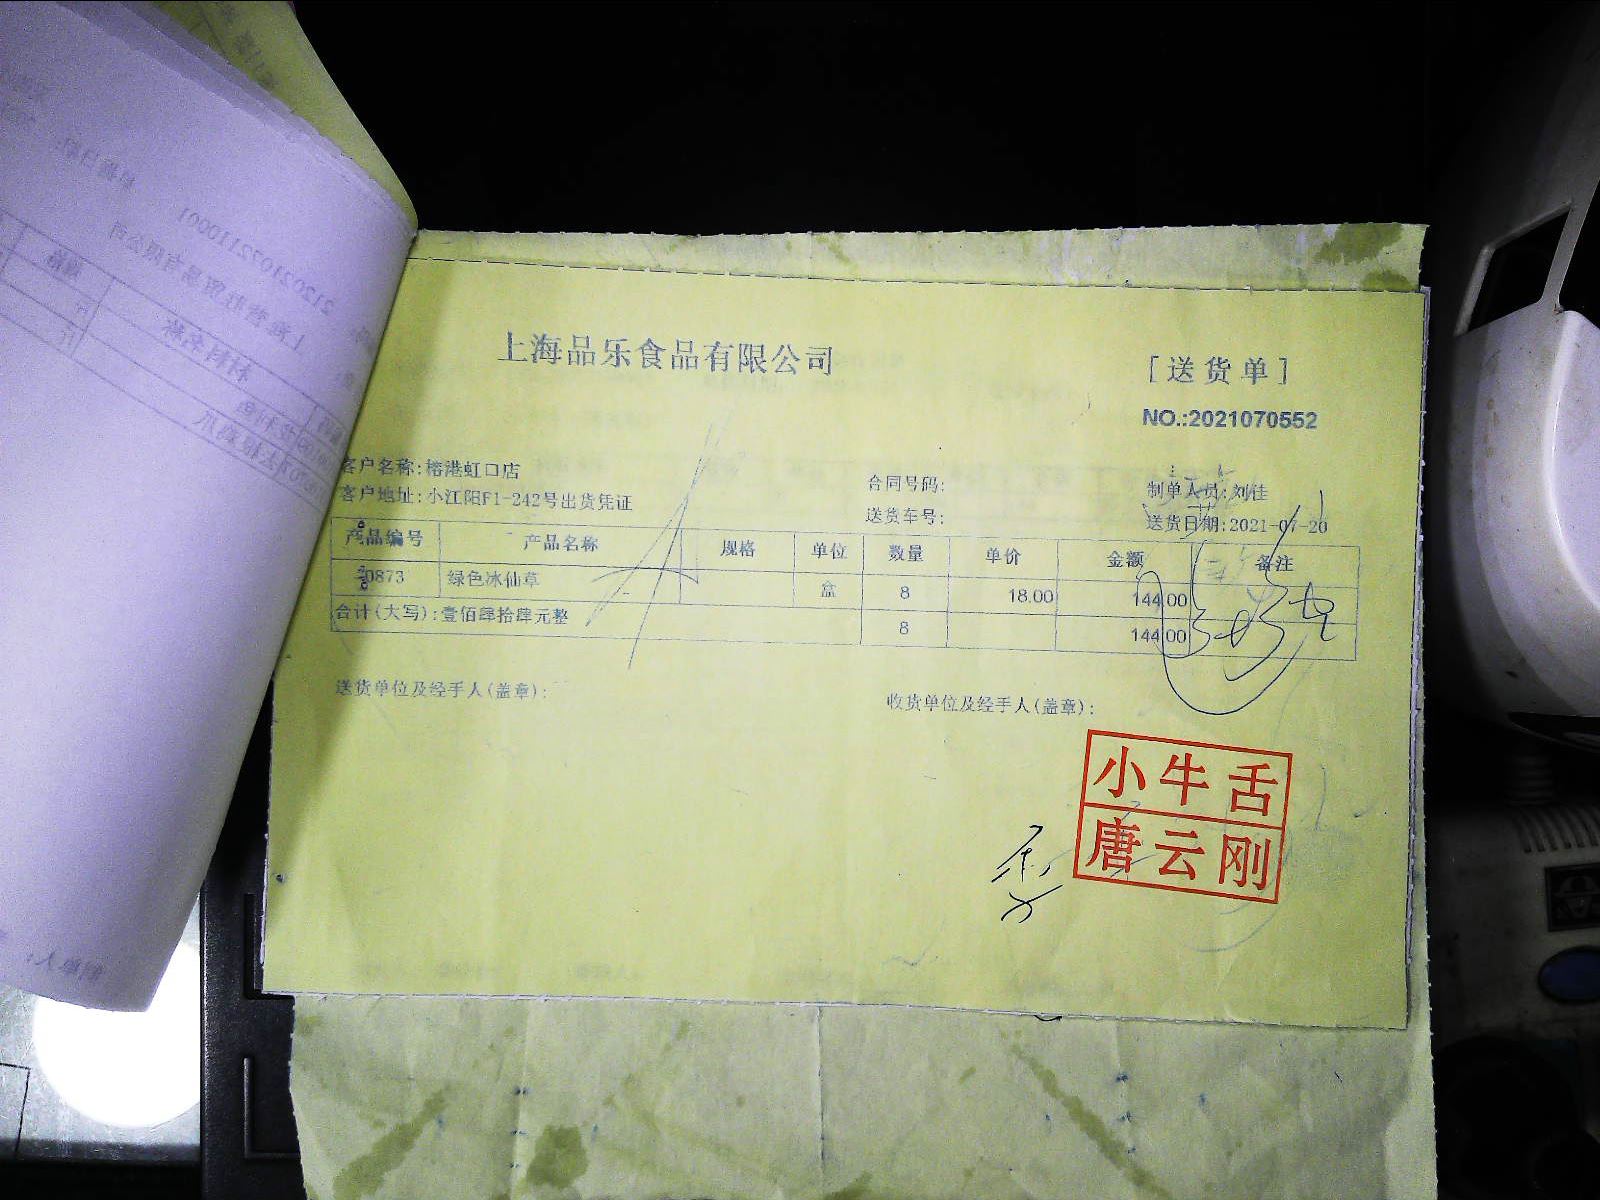 上海品乐食品有限公司
[送货单]
NO.:2021070552
客户名称:榕港虹口店
合同号码:
制单人员:刘佳
客户地址:小江阳F1-242号出货凭证
送货车号:
送货日期:2021-07-20
产品编号 产品名称 规格 单位 数量 单价 金额 备注
0873 绿色冰仙草 盒 8 18.00 144.00
合计(大写):壹佰肆拾肆元整 8 144.00
送货单位及经手人(盖章):
收货单位及经手人(盖章):
小牛舌
唐云刚